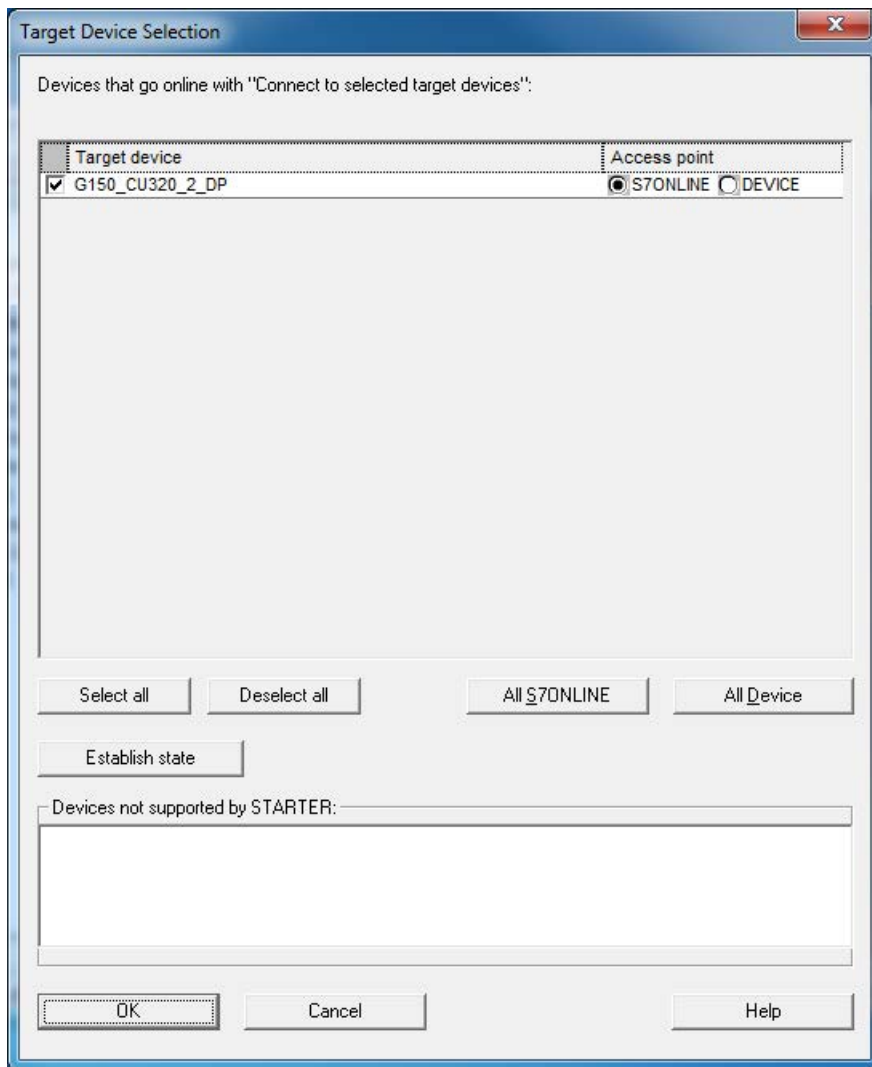 Target Device Selection
Devices that go online with "Connect to selected target devices":
Target device Access point
G150_CU320_2_DP S7ONLINE DEVICE
Select all Deselect all All S7ONLINE All Device
Establish state
Devices not supported by STARTER:
OK Cancel Help